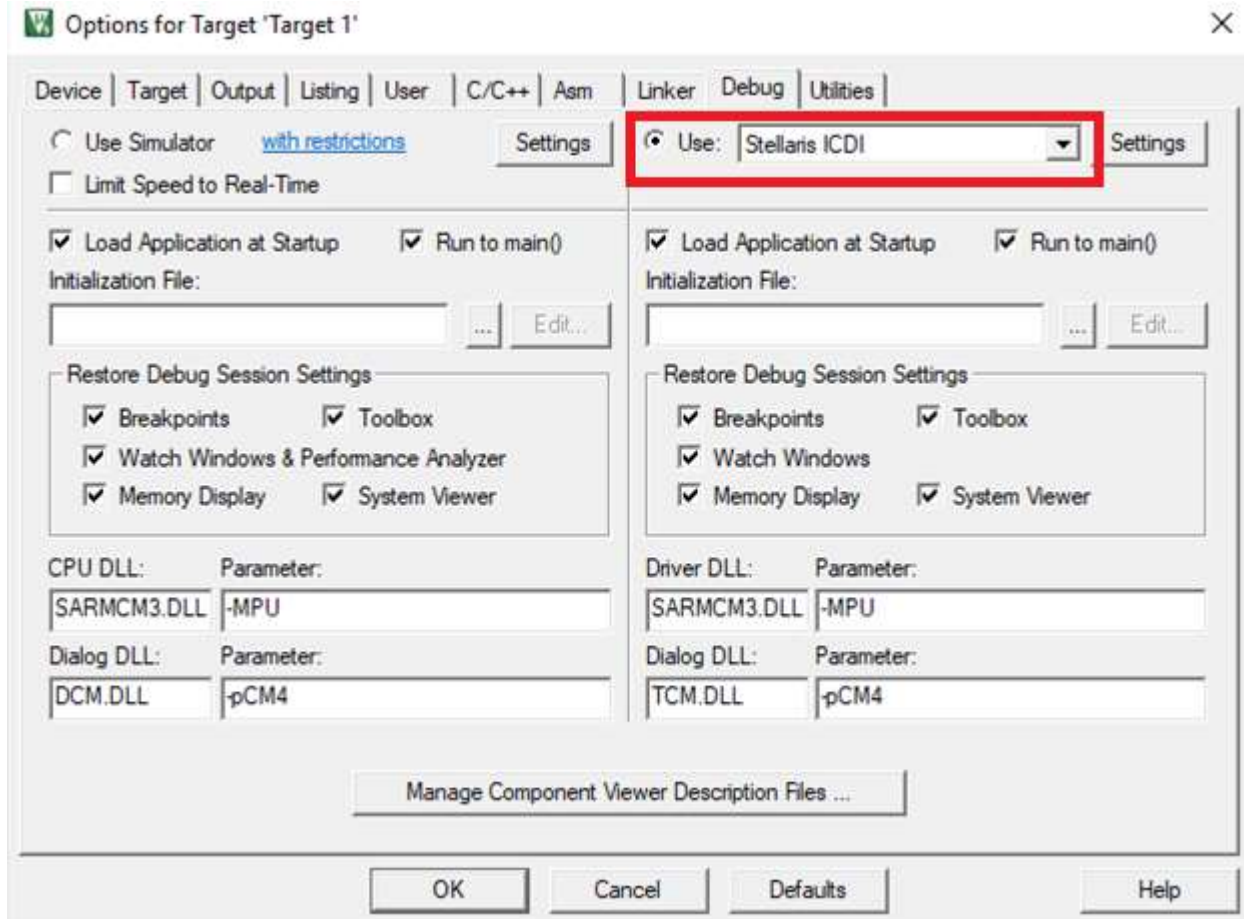 Options for Target 'Target 1'
Device Target Output Listing User C/C++ Asm Linker Debug Utilities
Use Simulator with restrictions Settings
Limit Speed to Real-Time
Load Application at Startup Run to main()
Initialization File:
... Edit...
Restore Debug Session Settings
Breakpoints Toolbox
Watch Windows & Performance Analyzer
Memory Display System Viewer
CPU DLL: Parameter:
SARMCM3.DLL -MPU
Dialog DLL: Parameter:
DCM.DLL -pCM4
Use: Stellaris ICDI Settings
Load Application at Startup Run to main()
Initialization File:
... Edit...
Restore Debug Session Settings
Breakpoints Toolbox
Watch Windows
Memory Display System Viewer
Driver DLL: Parameter:
SARMCM3.DLL -MPU
Dialog DLL: Parameter:
TCM.DLL -pCM4
Manage Component Viewer Description Files ...
OK Cancel Defaults Help